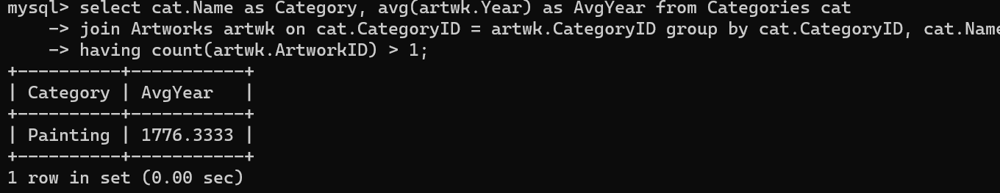 mysql> select cat.Name as Category, avg(artwk.Year) as AvgYear from Categories cat
    -> join Artworks artwk on cat.CategoryID = artwk.CategoryID group by cat.CategoryID, cat.Name
    -> having count(artwk.ArtworkID) > 1;
+----------+-----------+
| Category | AvgYear   |
+----------+-----------+
| Painting | 1776.3333 |
+----------+-----------+
1 row in set (0.00 sec)